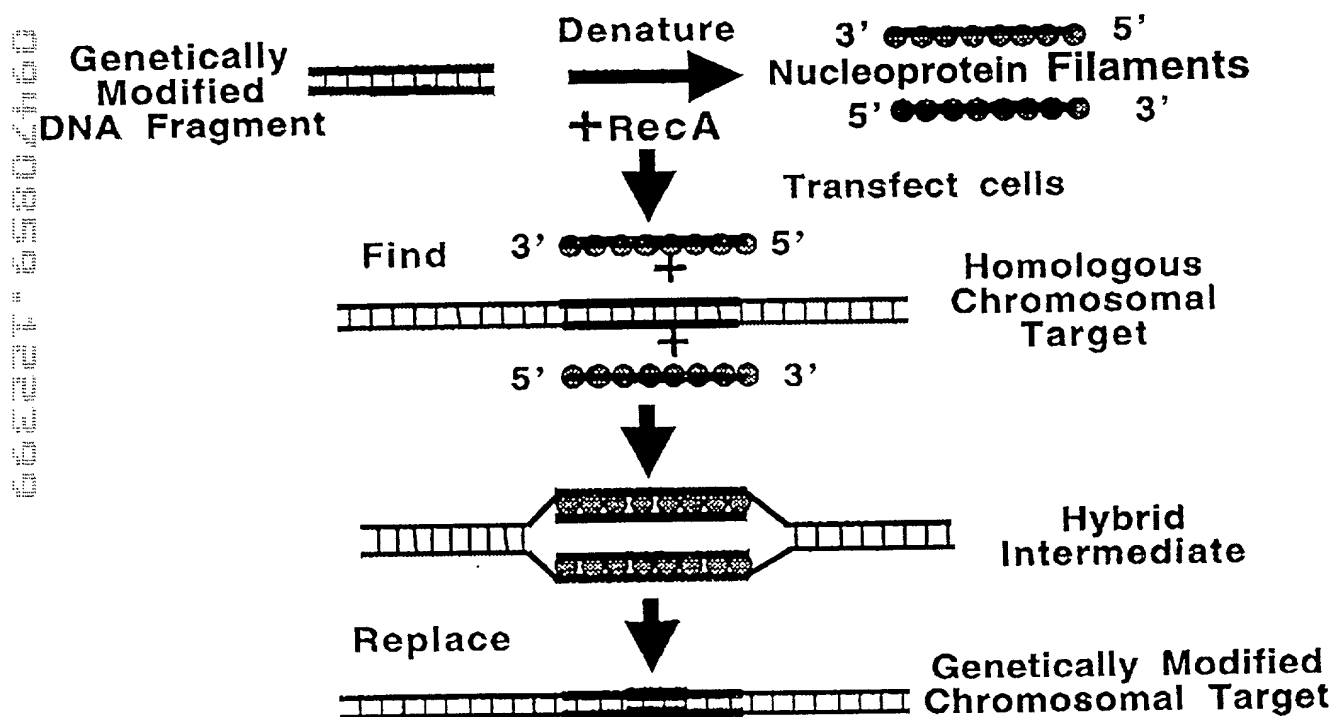 Genetically
Modified
DNA Fragment
Denature
+RecA
3' 5'
Nucleoprotein Filaments
5' 3'
Transfect cells
Find
3' 5'
+
Homologous
Chromosomal
Target
+
5' 3'
Hybrid
Intermediate
Replace
Genetically Modified
Chromosomal Target